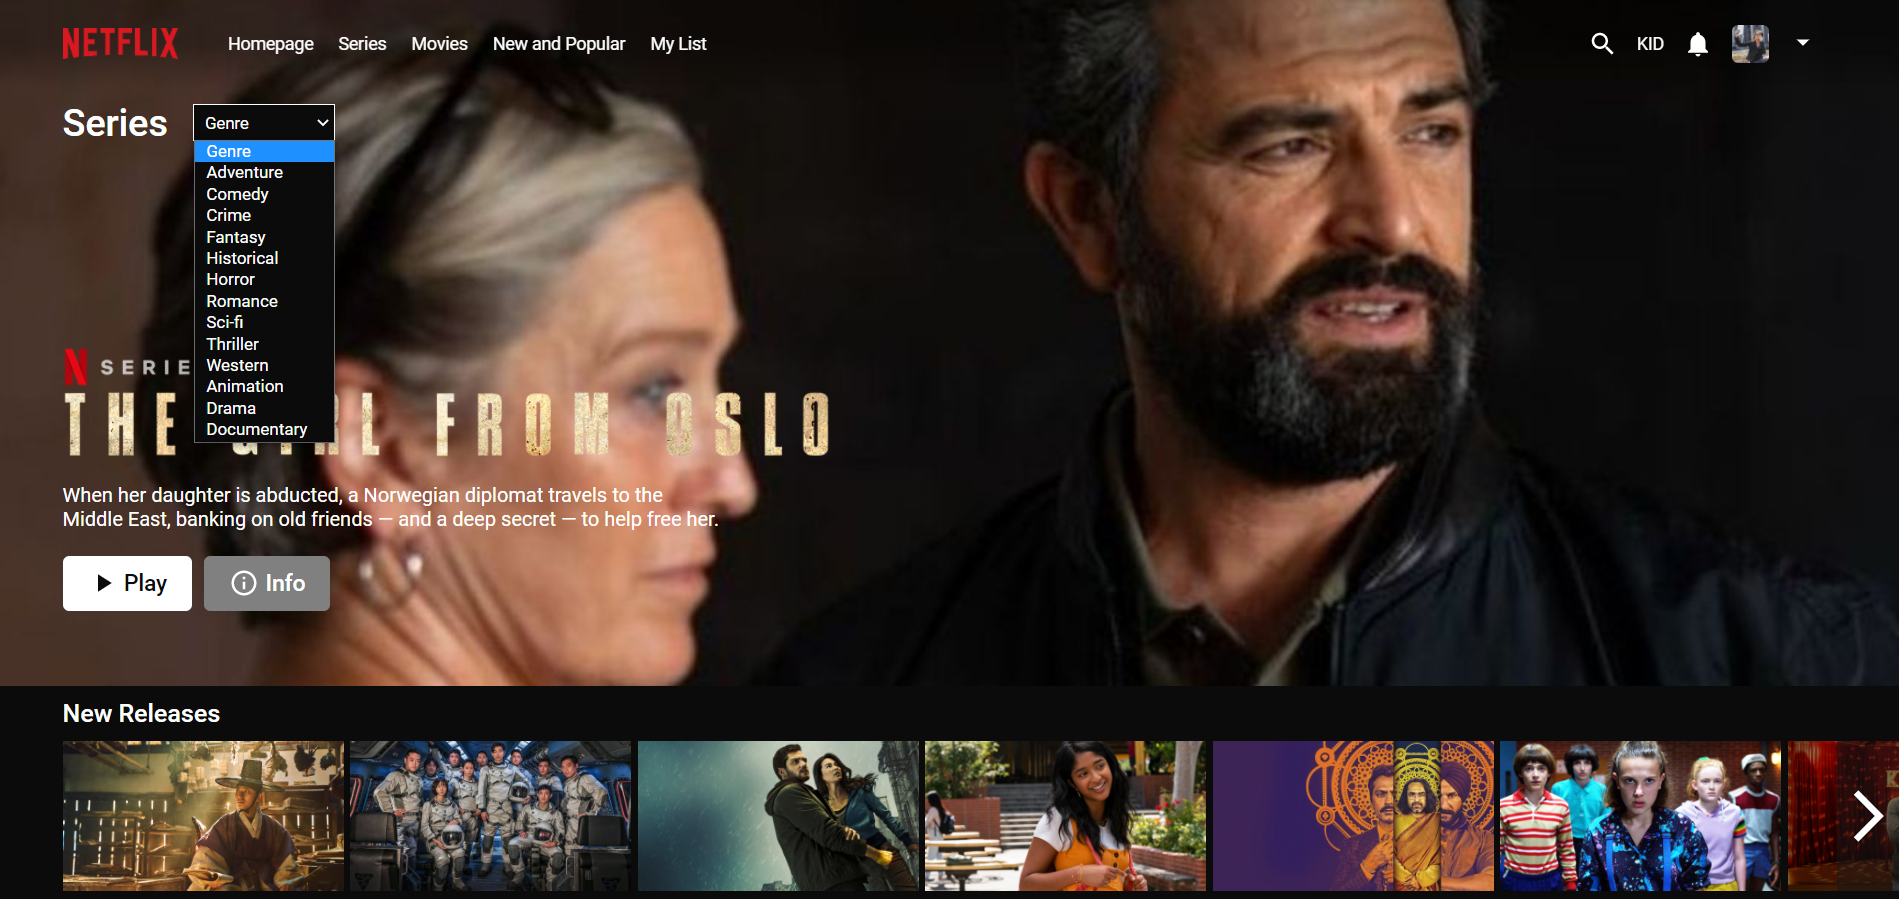 NETFLIX
Homepage
Series
Movies
New and Popular
My List
KID
Series
Genre
Genre
Adventure
Comedy
Crime
Fantasy
Historical
Horror
Romance
Sci-fi
Thriller
Western
Animation
Drama
Documentary
N SERIE
THE GIRL FROM OSLO
When her daughter is abducted, a Norwegian diplomat travels to the
Middle East, banking on old friends — and a deep secret — to help free her.
Play
Info
New Releases